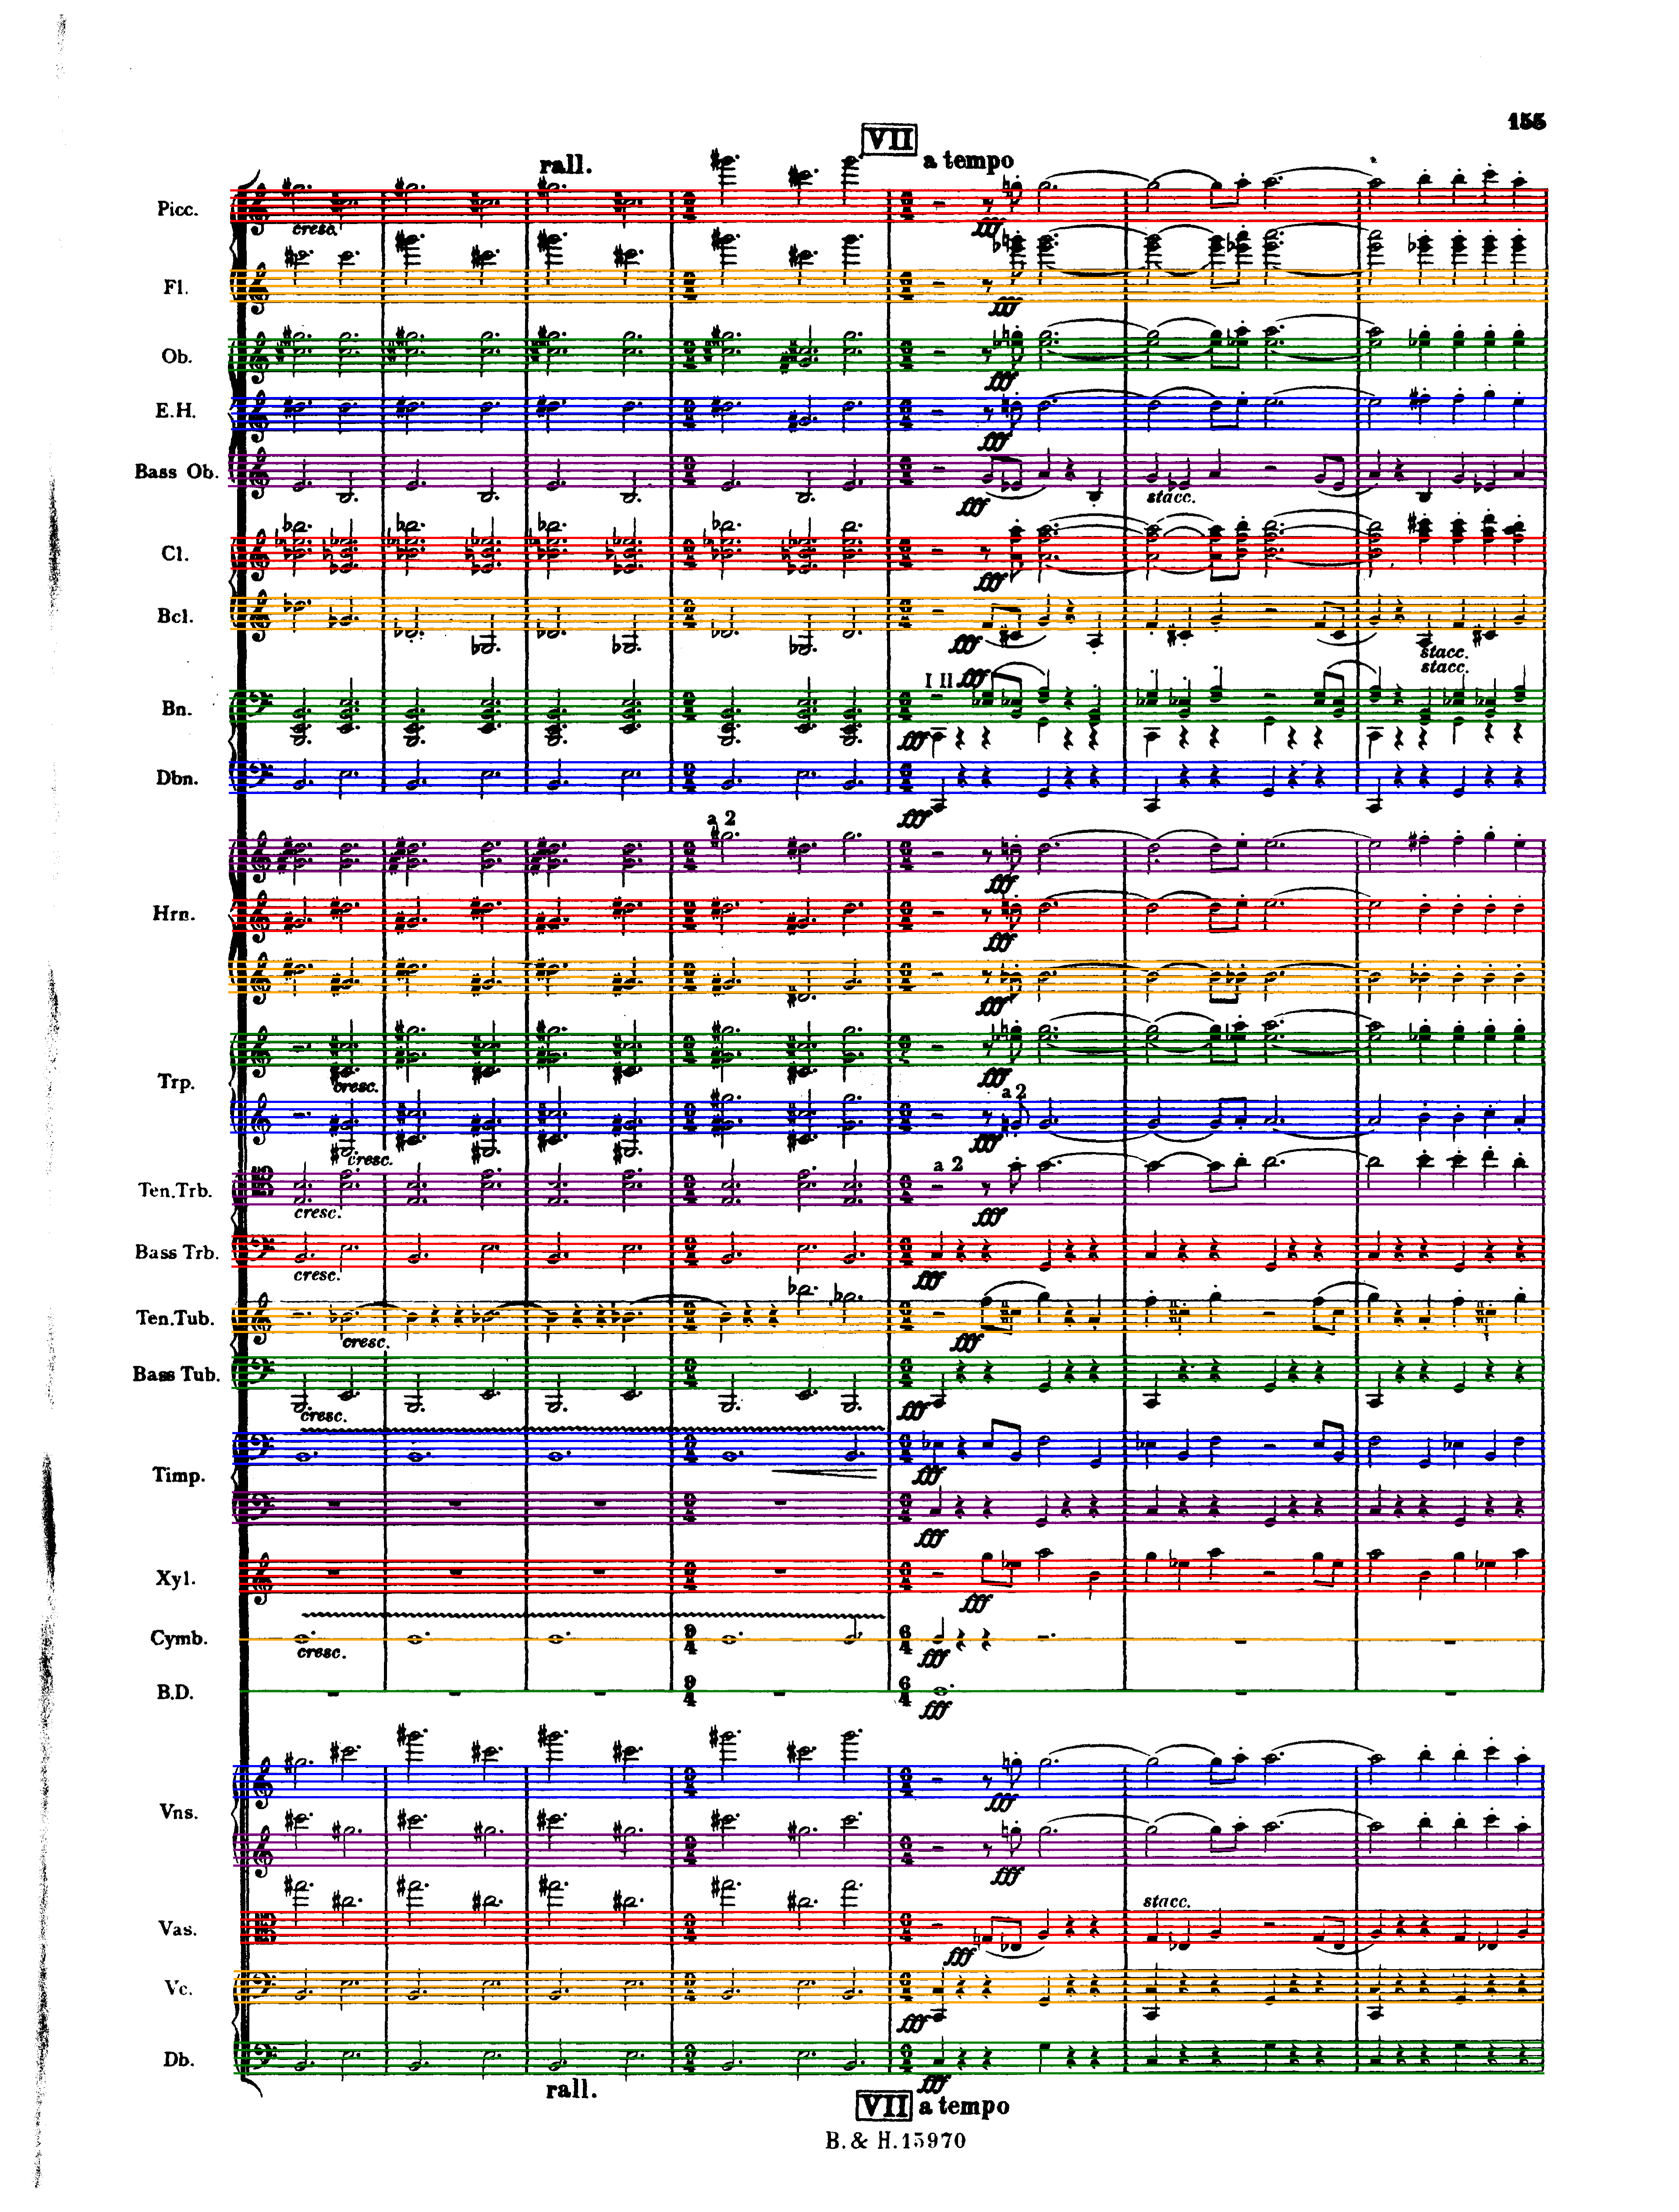 155
VII
rall.
a tempo
Picc.
cresc.
fff
Fl.
fff
Ob.
fff
E.H.
fff
Bass Ob.
fff
stacc.
Cl.
fff
Bcl.
fff
stacc.
stacc.
I II fff
Bn.
fff
Dbn.
fff
a 2
fff
Hrn.
fff
fff
Trp.
cresc.
fff
a 2
fff
cresc.
a 2
Ten.Trb.
cresc.
fff
Bass Trb.
cresc.
fff
Ten.Tub.
cresc.
fff
Bass Tub.
cresc.
fff
Timp.
fff
fff
Xyl.
fff
Cymb.
9 6
4 4
cresc.
fff
B.D.
9 6
4 4
fff
Vns.
fff
fff
stacc.
Vas.
fff
Vc.
fff
Db.
fff
rall.
VII a tempo
B. & H. 15970